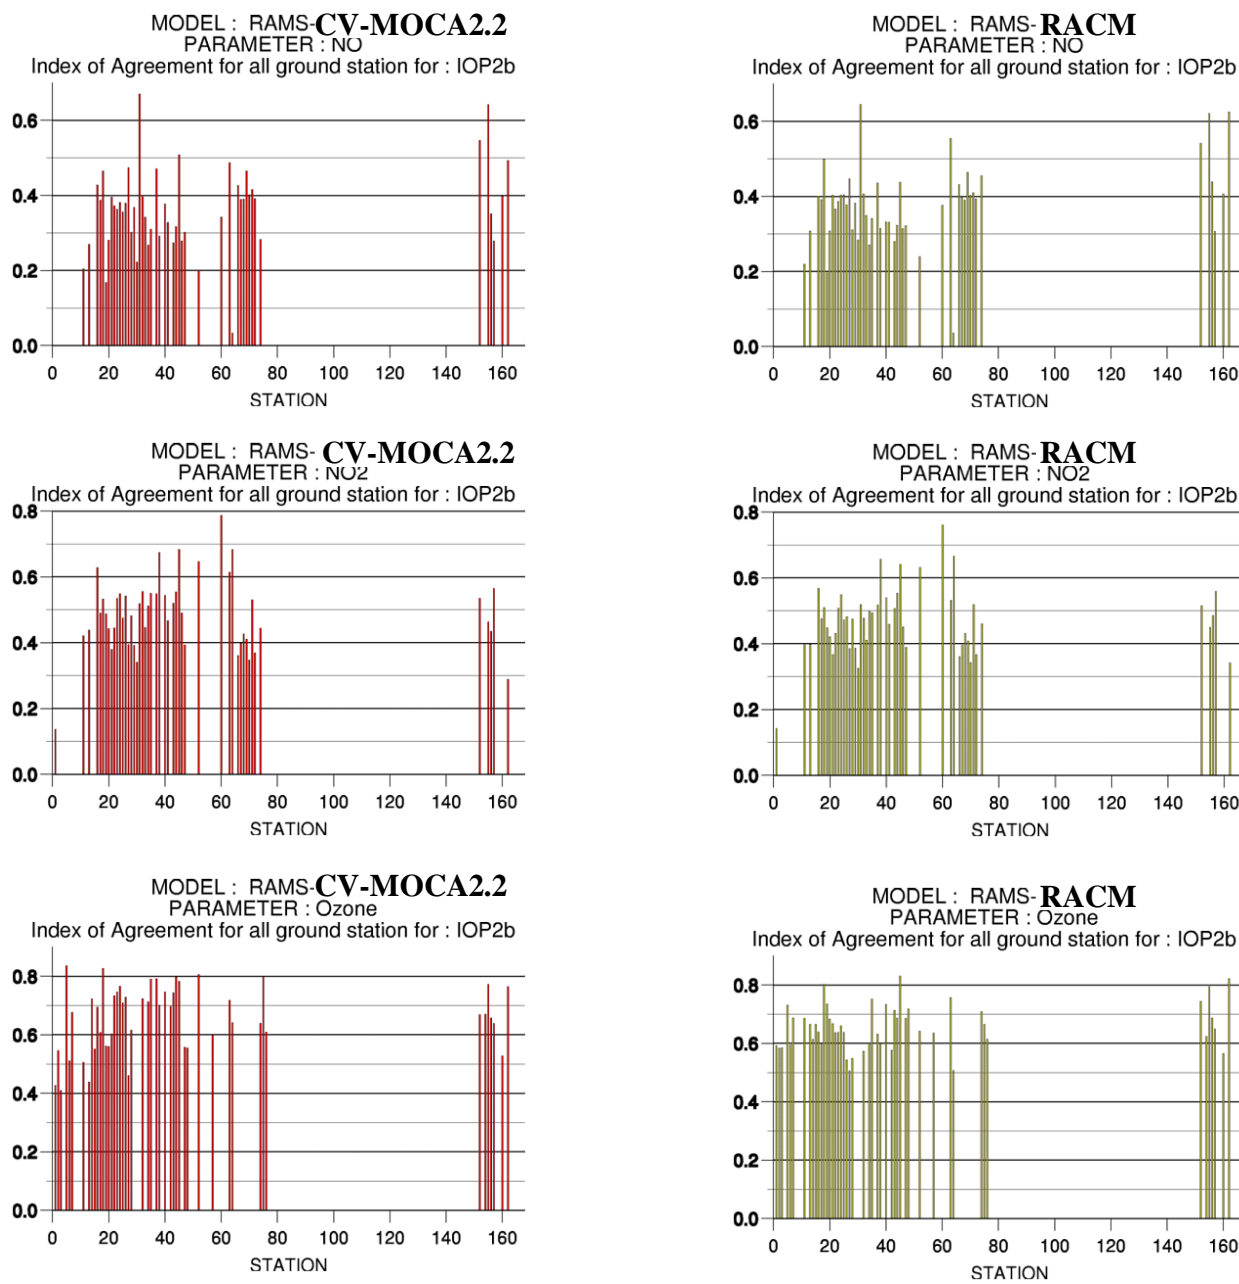 MODEL : RAMS-CV-MOCA2.2
PARAMETER : NO
Index of Agreement for all ground station for : IOP2b
0.6
0.4
0.2
0.0
0 20 40 60 80 100 120 140 160
STATION
MODEL : RAMS-RACM
PARAMETER : NO
Index of Agreement for all ground station for : IOP2b
0.6
0.4
0.2
0.0
0 20 40 60 80 100 120 140 160
STATION
MODEL : RAMS- CV-MOCA2.2
PARAMETER : NO2
Index of Agreement for all ground station for : IOP2b
0.8
0.6
0.4
0.2
0.0
0 20 40 60 80 100 120 140 160
STATION
MODEL : RAMS-RACM
PARAMETER : NO2
Index of Agreement for all ground station for : IOP2b
0.8
0.6
0.4
0.2
0.0
0 20 40 60 80 100 120 140 160
STATION
MODEL : RAMS-CV-MOCA2.2
PARAMETER : Ozone
Index of Agreement for all ground station for : IOP2b
0.8
0.6
0.4
0.2
0.0
0 20 40 60 80 100 120 140 160
STATION
MODEL : RAMS-RACM
PARAMETER : Ozone
Index of Agreement for all ground station for : IOP2b
0.8
0.6
0.4
0.2
0.0
0 20 40 60 80 100 120 140 160
STATION